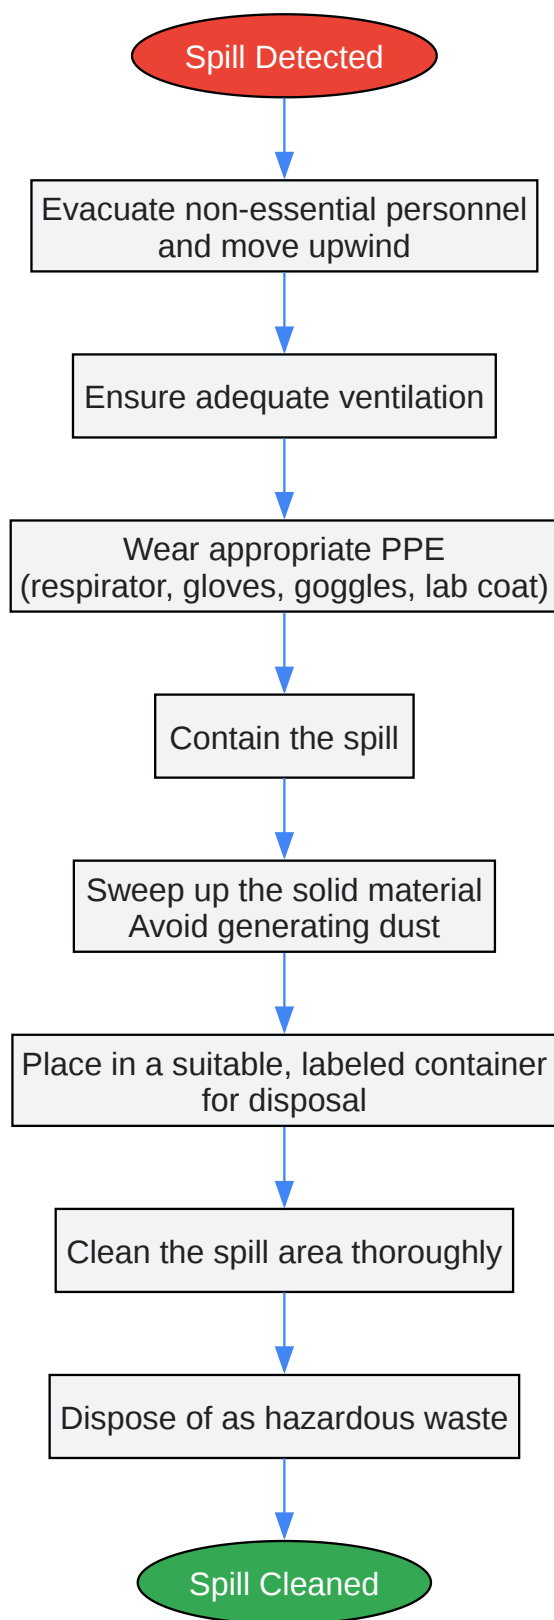 Spill Detected
Evacuate non-essential personnel
and move upwind
Ensure adequate ventilation
Wear appropriate PPE
(respirator, gloves, goggles, lab coat)
Contain the spill
Sweep up the solid material
Avoid generating dust
Place in a suitable, labeled container
for disposal
Clean the spill area thoroughly
Dispose of as hazardous waste
Spill Cleaned